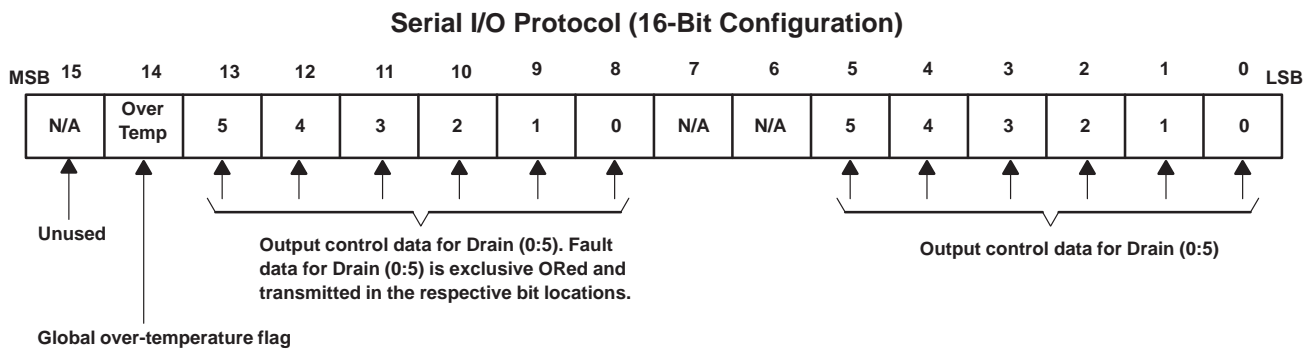 Serial I/O Protocol (16-Bit Configuration)
MSB 15 14 13 12 11 10 9 8 7 6 5 4 3 2 1 0 LSB
N/A Over Temp 5 4 3 2 1 0 N/A N/A 5 4 3 2 1 0
Unused
Output control data for Drain (0:5). Fault
data for Drain (0:5) is exclusive ORed and
transmitted in the respective bit locations.
Output control data for Drain (0:5)
Global over-temperature flag